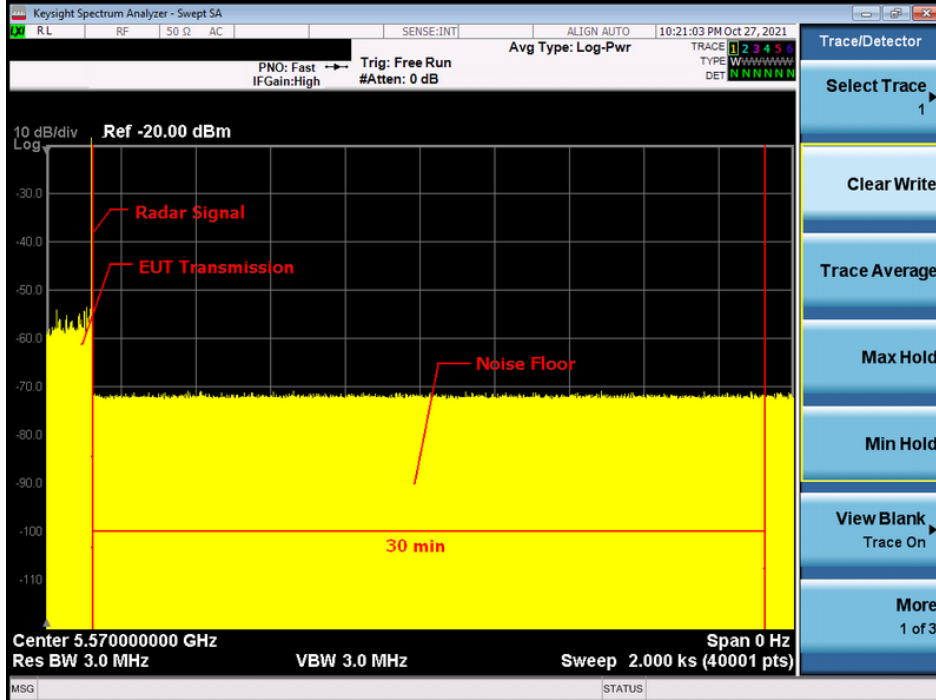 Keysight Spectrum Analyzer - Swept SA
LXI RL RF 50 Ω AC SENSE:INT ALIGN AUTO 10:21:03 PM Oct 27, 2021
Avg Type: Log-Pwr
TRACE 1 2 3 4 5 6
TYPE WWWWWW
DET N N N N N N
PNO: Fast
IFGain:High
Trig: Free Run
#Atten: 0 dB
10 dB/div
Log
Ref -20.00 dBm
-30.0
-40.0
-50.0
-60.0
-70.0
-80.0
-90.0
-100
-110
Radar Signal
EUT Transmission
Noise Floor
30 min
Center 5.570000000 GHz
Span 0 Hz
Res BW 3.0 MHz
VBW 3.0 MHz
Sweep 2.000 ks (40001 pts)
MSG
STATUS
Trace/Detector
Select Trace
1
Clear Write
Trace Average
Max Hold
Min Hold
View Blank
Trace On
More
1 of 3